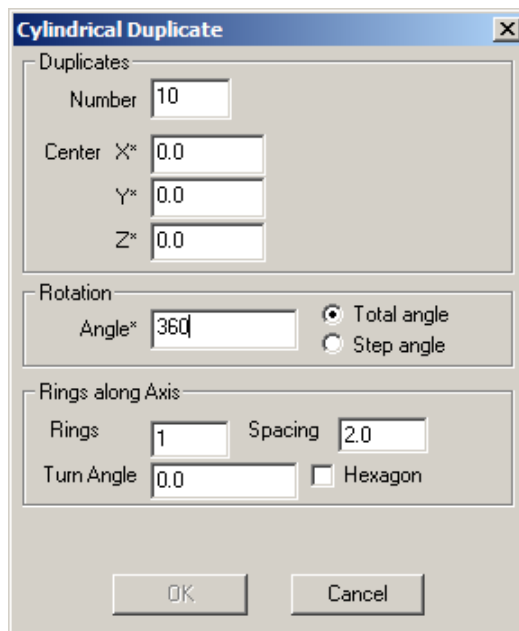 Cylindrical Duplicate
Duplicates
Number 10
Center X* 0.0
Y* 0.0
Z* 0.0
Rotation
Angle* 360
Total angle
Step angle
Rings along Axis
Rings 1 Spacing 2.0
Turn Angle 0.0 Hexagon
OK Cancel